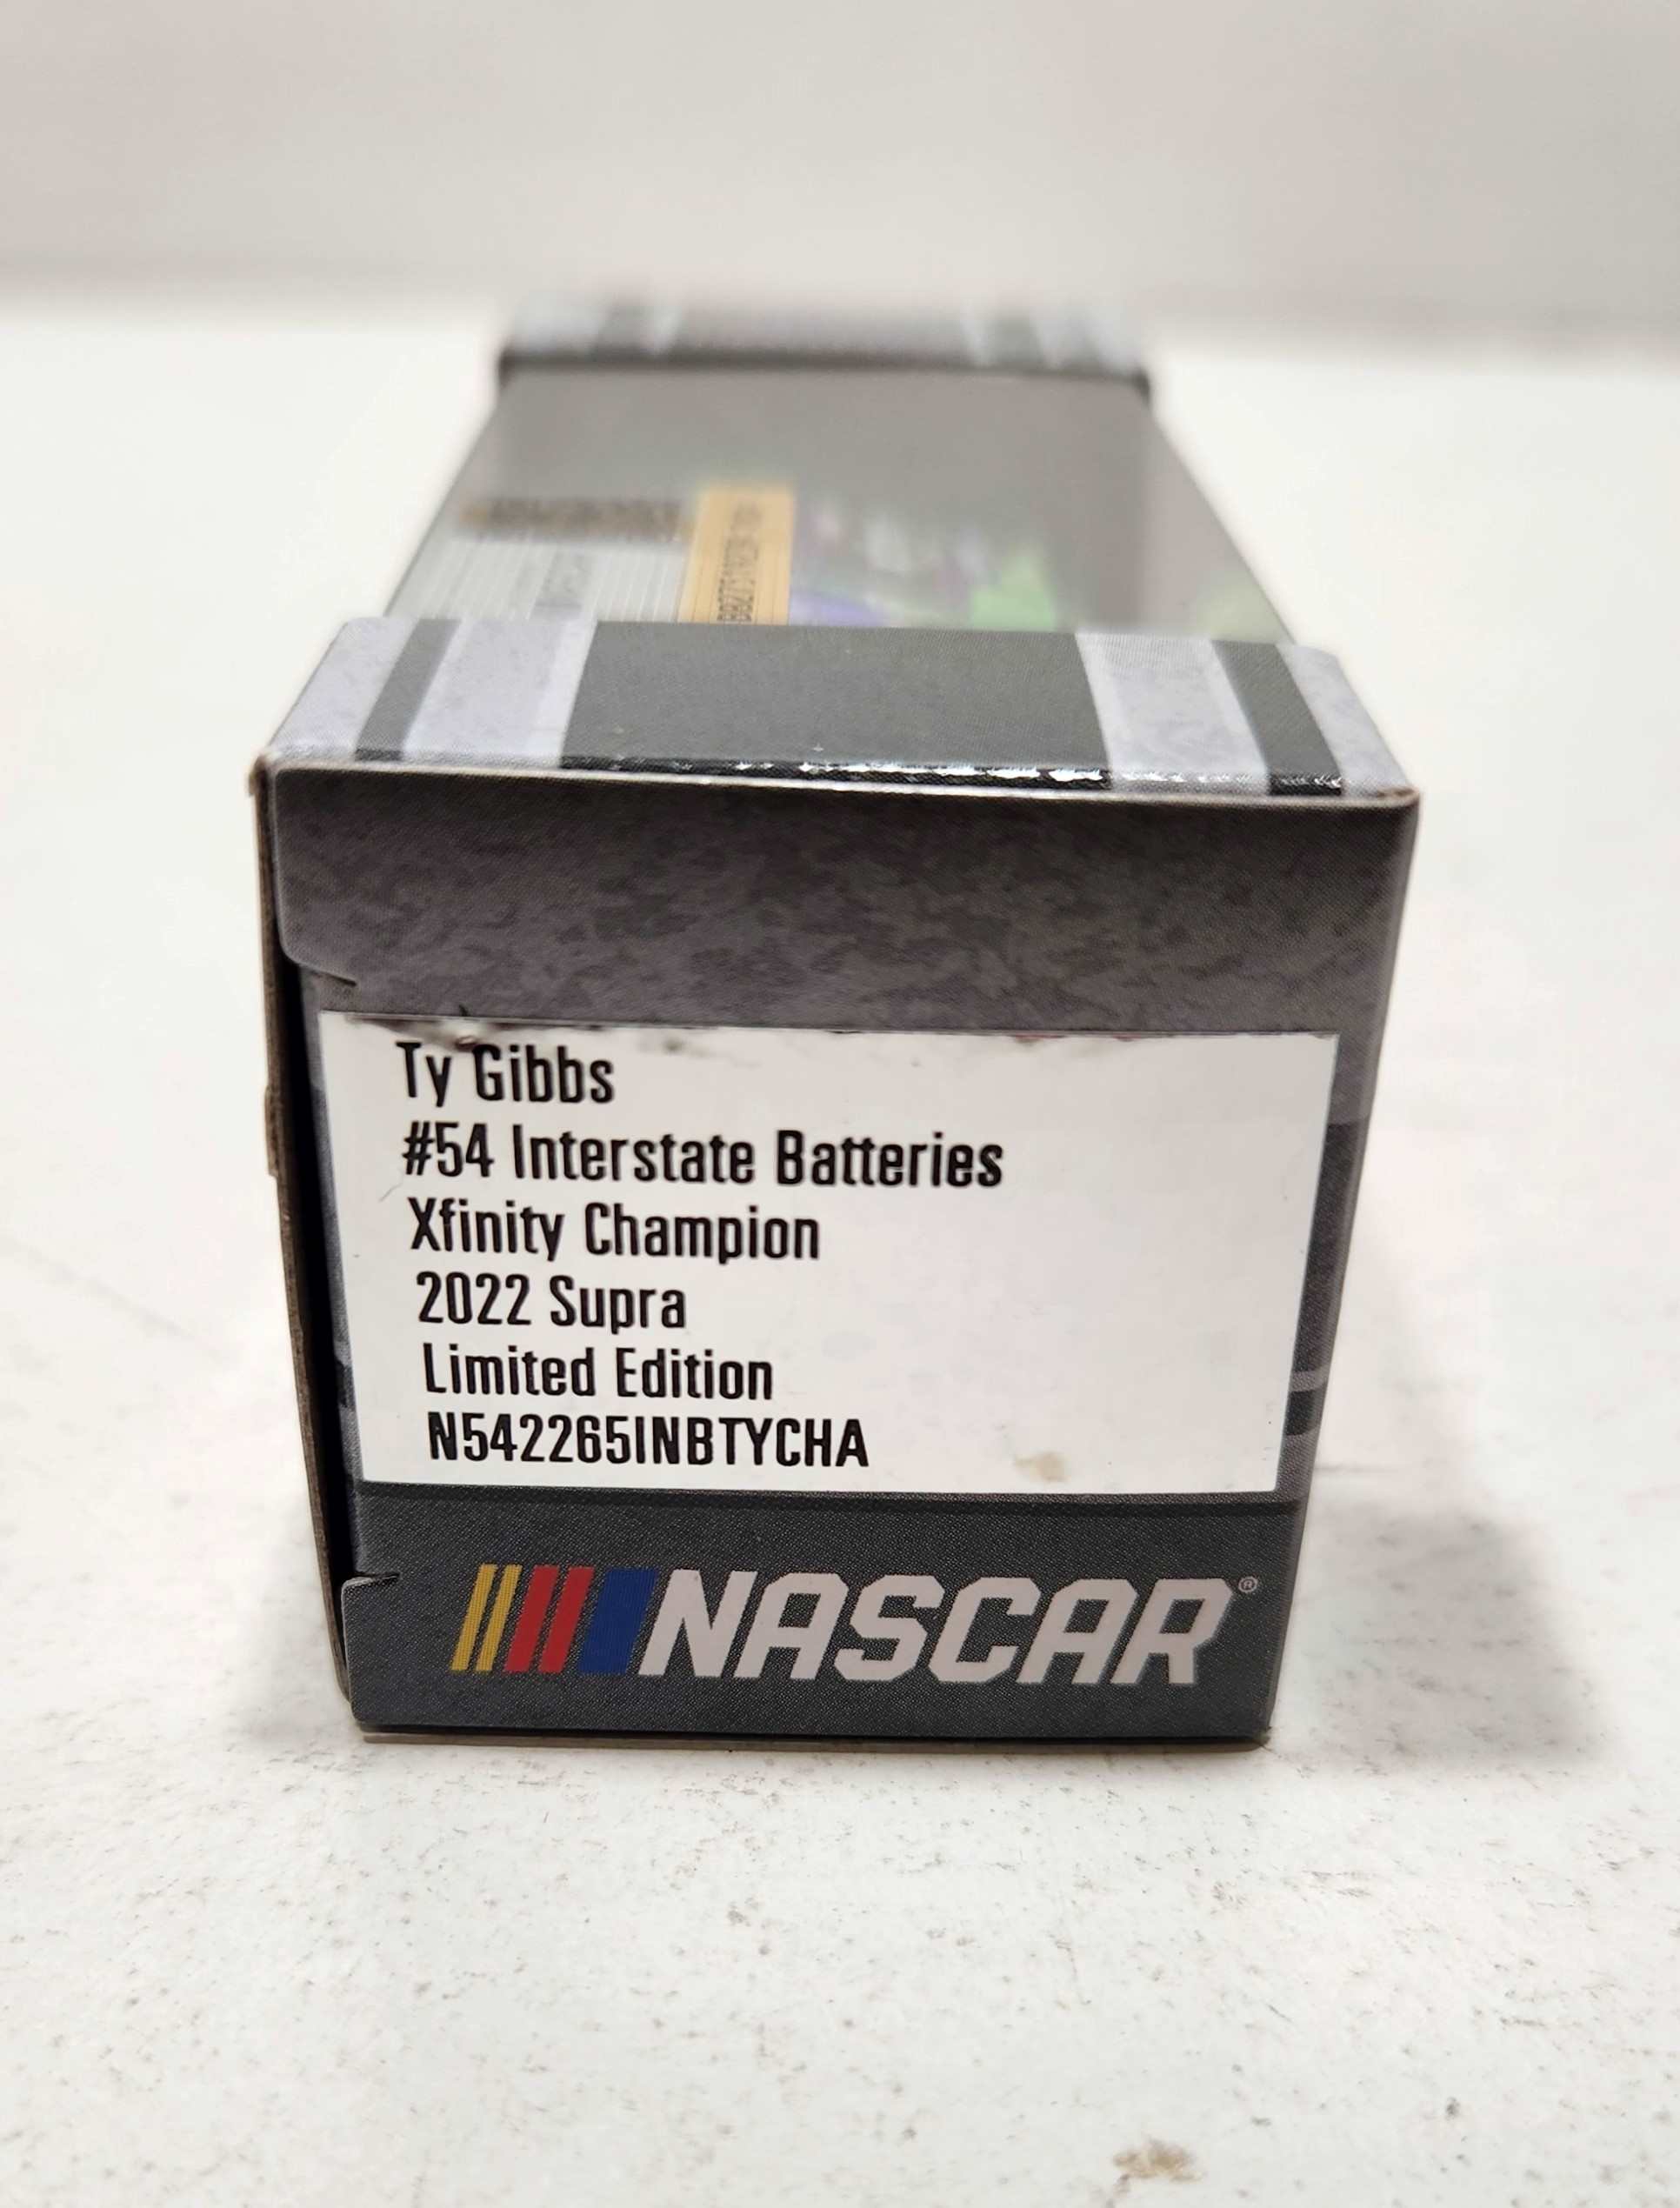 Ty Gibbs
#54 Interstate Batteries
Xfinity Champion
2022 Supra
Limited Edition
N542265INBTYCHA
NASCAR®